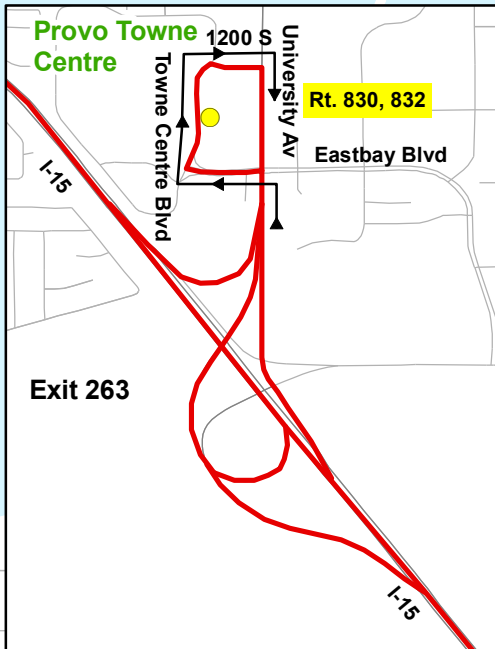 Provo Towne
Centre
1200 S
University Av
Rt. 830, 832
Towne Centre Blvd
Eastbay Blvd
I-15
Exit 263
I-15